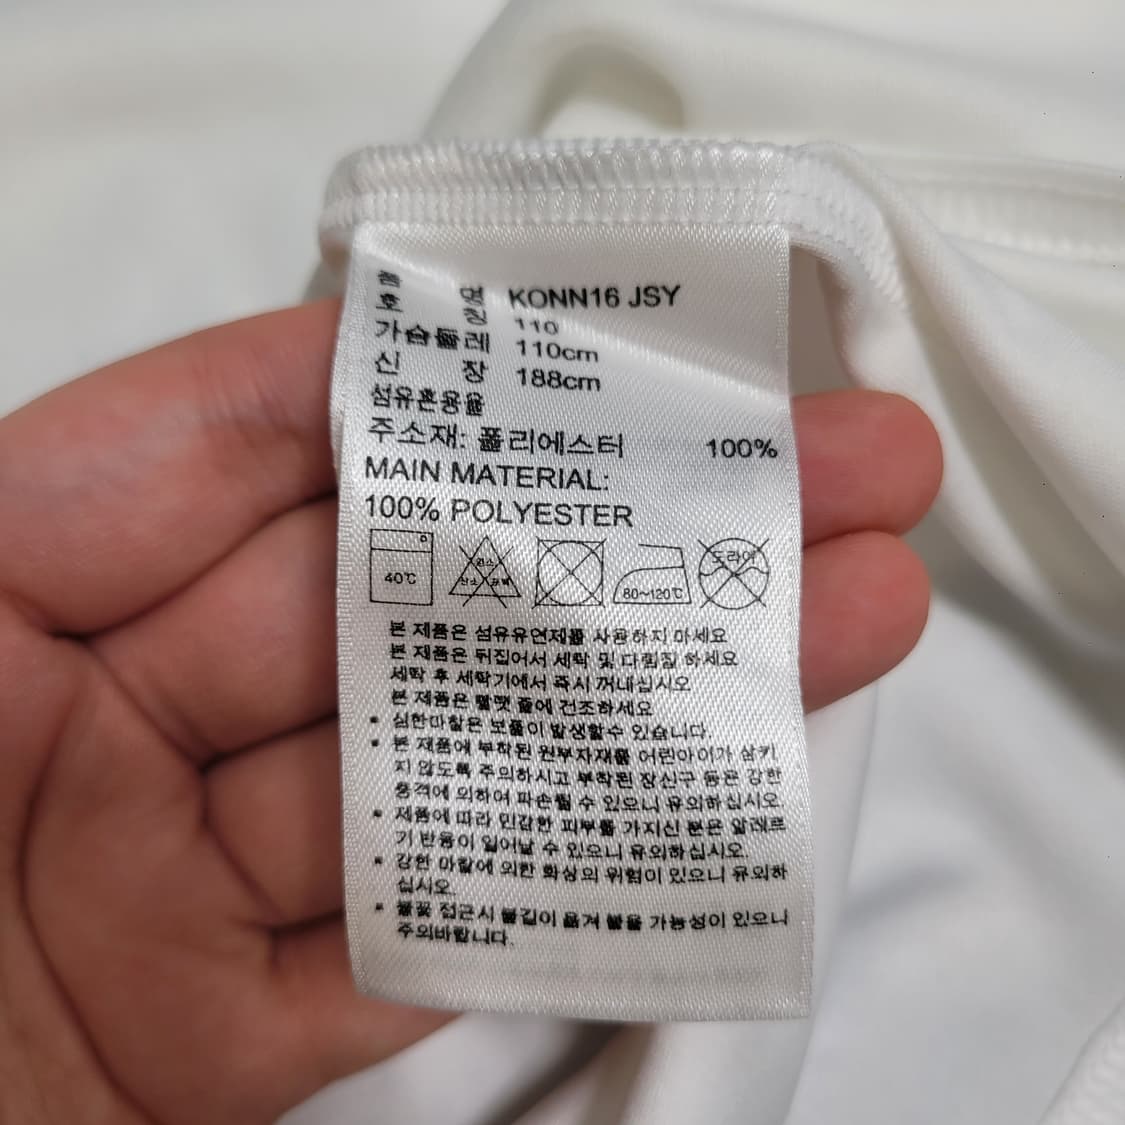 품 명 KONN16 JSY
호 칭 110
가슴둘레 110cm
신 장 188cm
섬유혼용율
주소재: 폴리에스터 100%
MAIN MATERIAL:
100% POLYESTER
40℃ 염소 산소 표백 80~120℃ 드라이
본 제품은 섬유유연제를 사용하지 마세요
본 제품은 뒤집어서 세탁 및 다림질 하세요
세탁 후 세탁기에서 즉시 꺼내십시오
본 제품은 빨랫 줄에 건조하세요
• 심한마찰은 보풀이 발생할수 있습니다.
• 본 제품에 부착된 원부자재를 어린아이가 삼키
지 않도록 주의하시고 부착된 장신구 등은 강한
충격에 의하여 파손될 수 있으니 유의하십시오.
• 제품에 따라 민감한 피부를 가지신 분은 알레르
기 반응이 일어날 수 있으니 유의하십시오.
• 강한 마찰에 의한 화상의 위험이 있으니 유의하
십시오.
• 불꽃 접근시 불길이 옮겨 붙을 가능성이 있으니
주의바랍니다.